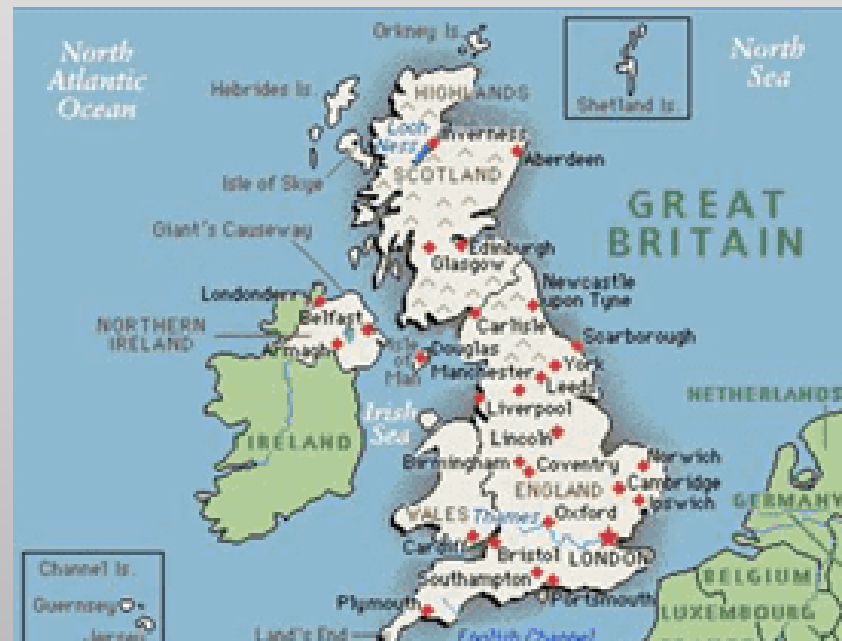 North
Atlantic
Ocean
Orkney Is.
North
Sea
Hebrides Is.
HIGHLANDS
Shetland Is.
Loch
Ness
Inverness
Aberdeen
Isle of Skye
SCOTLAND
GREAT
BRITAIN
Giant's Causeway
Edinburgh
Glasgow
Newcastle
upon Tyne
Londonderry
Belfast
NORTHERN
IRELAND
Armagh
Carlisle
Scarborough
Isle
of
Man
Douglas
York
Manchester
Leeds
NETHERLANDS
Liverpool
Irish
Sea
Lincoln
IRELAND
Birmingham
Coventry
Norwich
ENGLAND
Cambridge
Ipswich
GERMANY
WALES
Thames
Oxford
Cardiff
Bristol
LONDON
Channel Is.
Southampton
BELGIUM
Guernsey
Plymouth
Portsmouth
LUXEMBOURG
Jersey
Land's End
English Channel